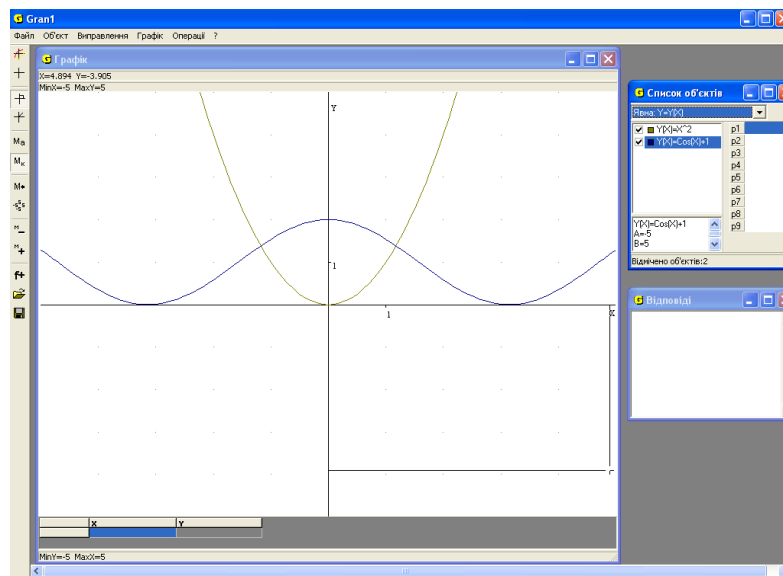 Gran1
Файл Об'єкт Виправлення Графік Операції ?
Графік
X=4.894 Y=-3.905
MinX=-5 MaxY=5
Y
1
1
X
X Y
MinY=-5 MaxX=5
Список об'єктів
Явна: Y=Y(X)
Y(X)=X^2
Y(X)=Cos(X)+1
p1
p2
p3
p4
p5
p6
p7
p8
p9
Y(X)=Cos(X)+1
A=-5
B=5
Відмічено об'єктів:2
Відповіді